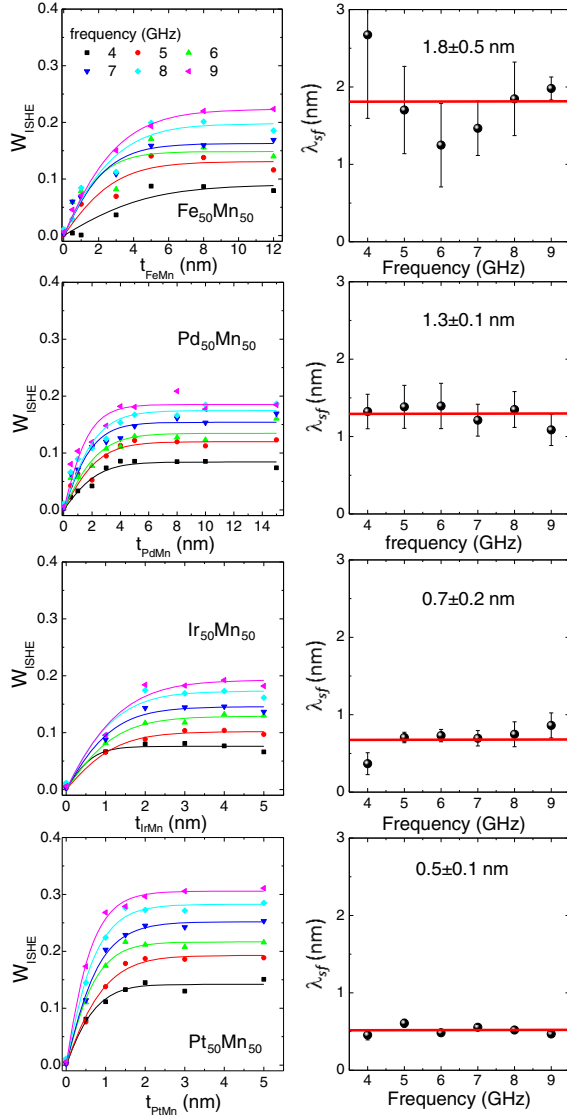 frequency (GHz)
4 5 6
7 8 9
0.4
0.3
0.2
0.1
0.0
W_ISHE
Fe₅₀Mn₅₀
0 2 4 6 8 10 12
t_FeMn (nm)
3
2
1
0
λ_sf (nm)
1.8±0.5 nm
4 5 6 7 8 9
Frequency (GHz)
0.4
0.3
0.2
0.1
0.0
W_ISHE
Pd₅₀Mn₅₀
0 2 4 6 8 10 12 14
t_PdMn (nm)
3
2
1
0
λ_sf (nm)
1.3±0.1 nm
4 5 6 7 8 9
frequency (GHz)
0.4
0.3
0.2
0.1
0.0
W_ISHE
Ir₅₀Mn₅₀
0 1 2 3 4 5
t_IrMn (nm)
3
2
1
0
λ_sf (nm)
0.7±0.2 nm
4 5 6 7 8 9
Frequency (GHz)
0.4
0.3
0.2
0.1
0.0
W_ISHE
Pt₅₀Mn₅₀
0 1 2 3 4 5
t_PtMn (nm)
3
2
1
0
λ_sf (nm)
0.5±0.1 nm
4 5 6 7 8 9
Frequency (GHz)